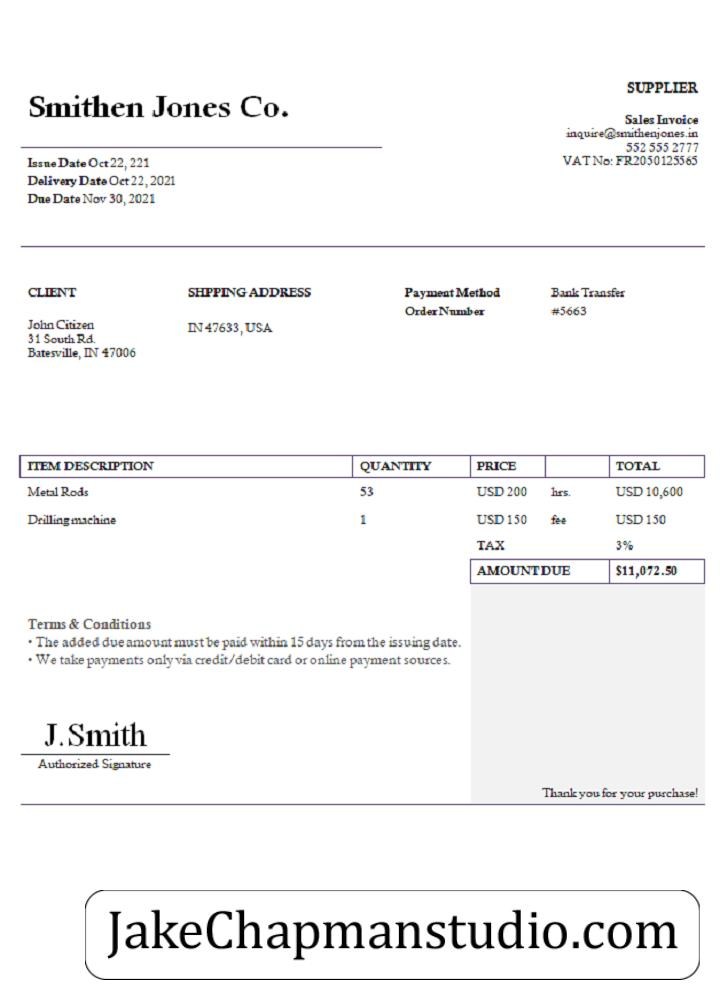 Smithen Jones Co.
SUPPLIER
Sales Invoice
inquire@smithenjones.in
552 555 2777
VAT No: FR2050125565
Issue Date Oct 22, 221
Delivery Date Oct 22, 2021
Due Date Nov 30, 2021
CLIENT
John Citizen
31 South Rd.
Batesville, IN 47006
SHPPING ADDRESS
IN 47633, USA
Payment Method Bank Transfer
Order Number #5663
ITEM DESCRIPTION QUANTITY PRICE TOTAL
Metal Rods 53 USD 200 hrs. USD 10,600
Drilling machine 1 USD 150 fee USD 150
TAX 3%
AMOUNT DUE $11,072.50
Terms & Conditions
• The added due amount must be paid within 15 days from the issuing date.
• We take payments only via credit/debit card or online payment sources.
J. Smith
Authorized Signature
Thank you for your purchase!
JakeChapmanstudio.com